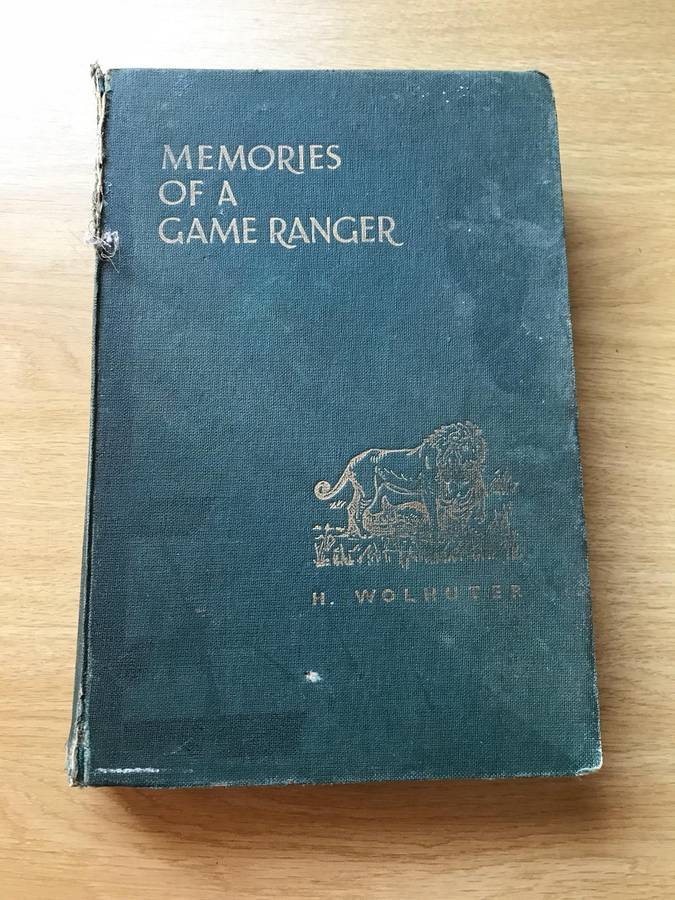 MEMORIES
OF A
GAME RANGER
H. WOLHUTER